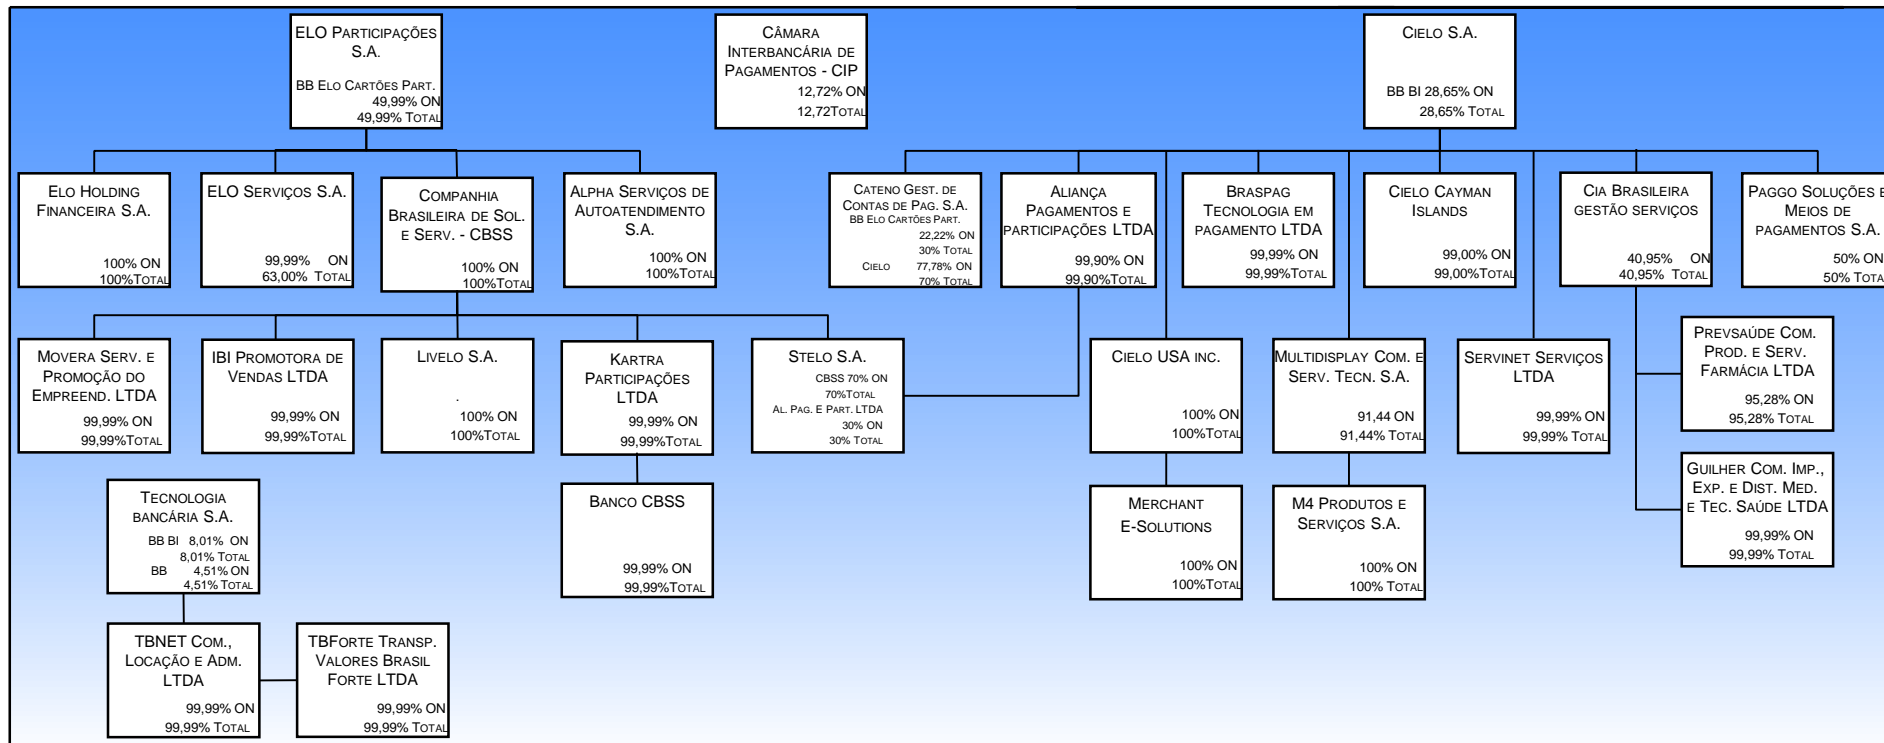 ELO Participações
S.A.
BB Elo Cartões Part.
49,99% ON
49,99% Total
Câmara
Interbancária de
Pagamentos - CIP
12,72% ON
12,72Total
Cielo S.A.
BB BI 28,65% ON
28,65% Total
Elo Holding
Financeira S.A.
100% ON
100%Total
ELO Serviços S.A.
99,99% ON
63,00% Total
Companhia
Brasileira de Sol.
e Serv. - CBSS
100% ON
100%Total
Alpha Serviços de
Autoatendimento
S.A.
100% ON
100%Total
Cateno Gest. de
Contas de Pag. S.A.
BB Elo Cartões Part.
22,22% ON
30% Total
Cielo 77,78% ON
70% Total
Aliança
Pagamentos e
participações LTDA
99,90% ON
99,90%Total
Braspag
Tecnologia em
pagamento LTDA
99,99% ON
99,99%Total
Cielo Cayman
Islands
99,00% ON
99,00% Total
Cia Brasileira
gestão serviços
40,95% ON
40,95% Total
Paggo Soluções e
Meios de
pagamentos S.A.
50% ON
50% Total
Movera Serv. e
Promoção do
Empreend. LTDA
99,99% ON
99,99%Total
IBI Promotora de
Vendas LTDA
99,99% ON
99,99%Total
Livelo S.A.
.
100% ON
100%Total
Kartra
Participações
LTDA
99,99% ON
99,99%Total
Stelo S.A.
CBSS 70% ON
70%Total
Al. Pag. E Part. LTDA
30% ON
30% Total
Cielo USA inc.
100% ON
100%Total
Multidisplay Com. e
Serv. Tecn. S.A.
91,44 ON
91,44% Total
Servinet Serviços
LTDA
99,99% ON
99,99% Total
Prevsaúde Com.
Prod. e Serv.
Farmácia LTDA
95,28% ON
95,28% Total
Tecnologia
bancária S.A.
BB BI 8,01% ON
8,01% Total
BB 4,51% ON
4,51% Total
Banco CBSS
99,99% ON
99,99%Total
Merchant
E-Solutions
100% ON
100%Total
M4 Produtos e
Serviços S.A.
100% ON
100% Total
Guilher Com. Imp.,
Exp. e Dist. Med.
e Tec. Saúde LTDA
99,99% ON
99,99% Total
TBNET Com.,
Locação e Adm.
LTDA
99,99% ON
99,99% Total
TBForte Transp.
Valores Brasil
Forte LTDA
99,99% ON
99,99% Total